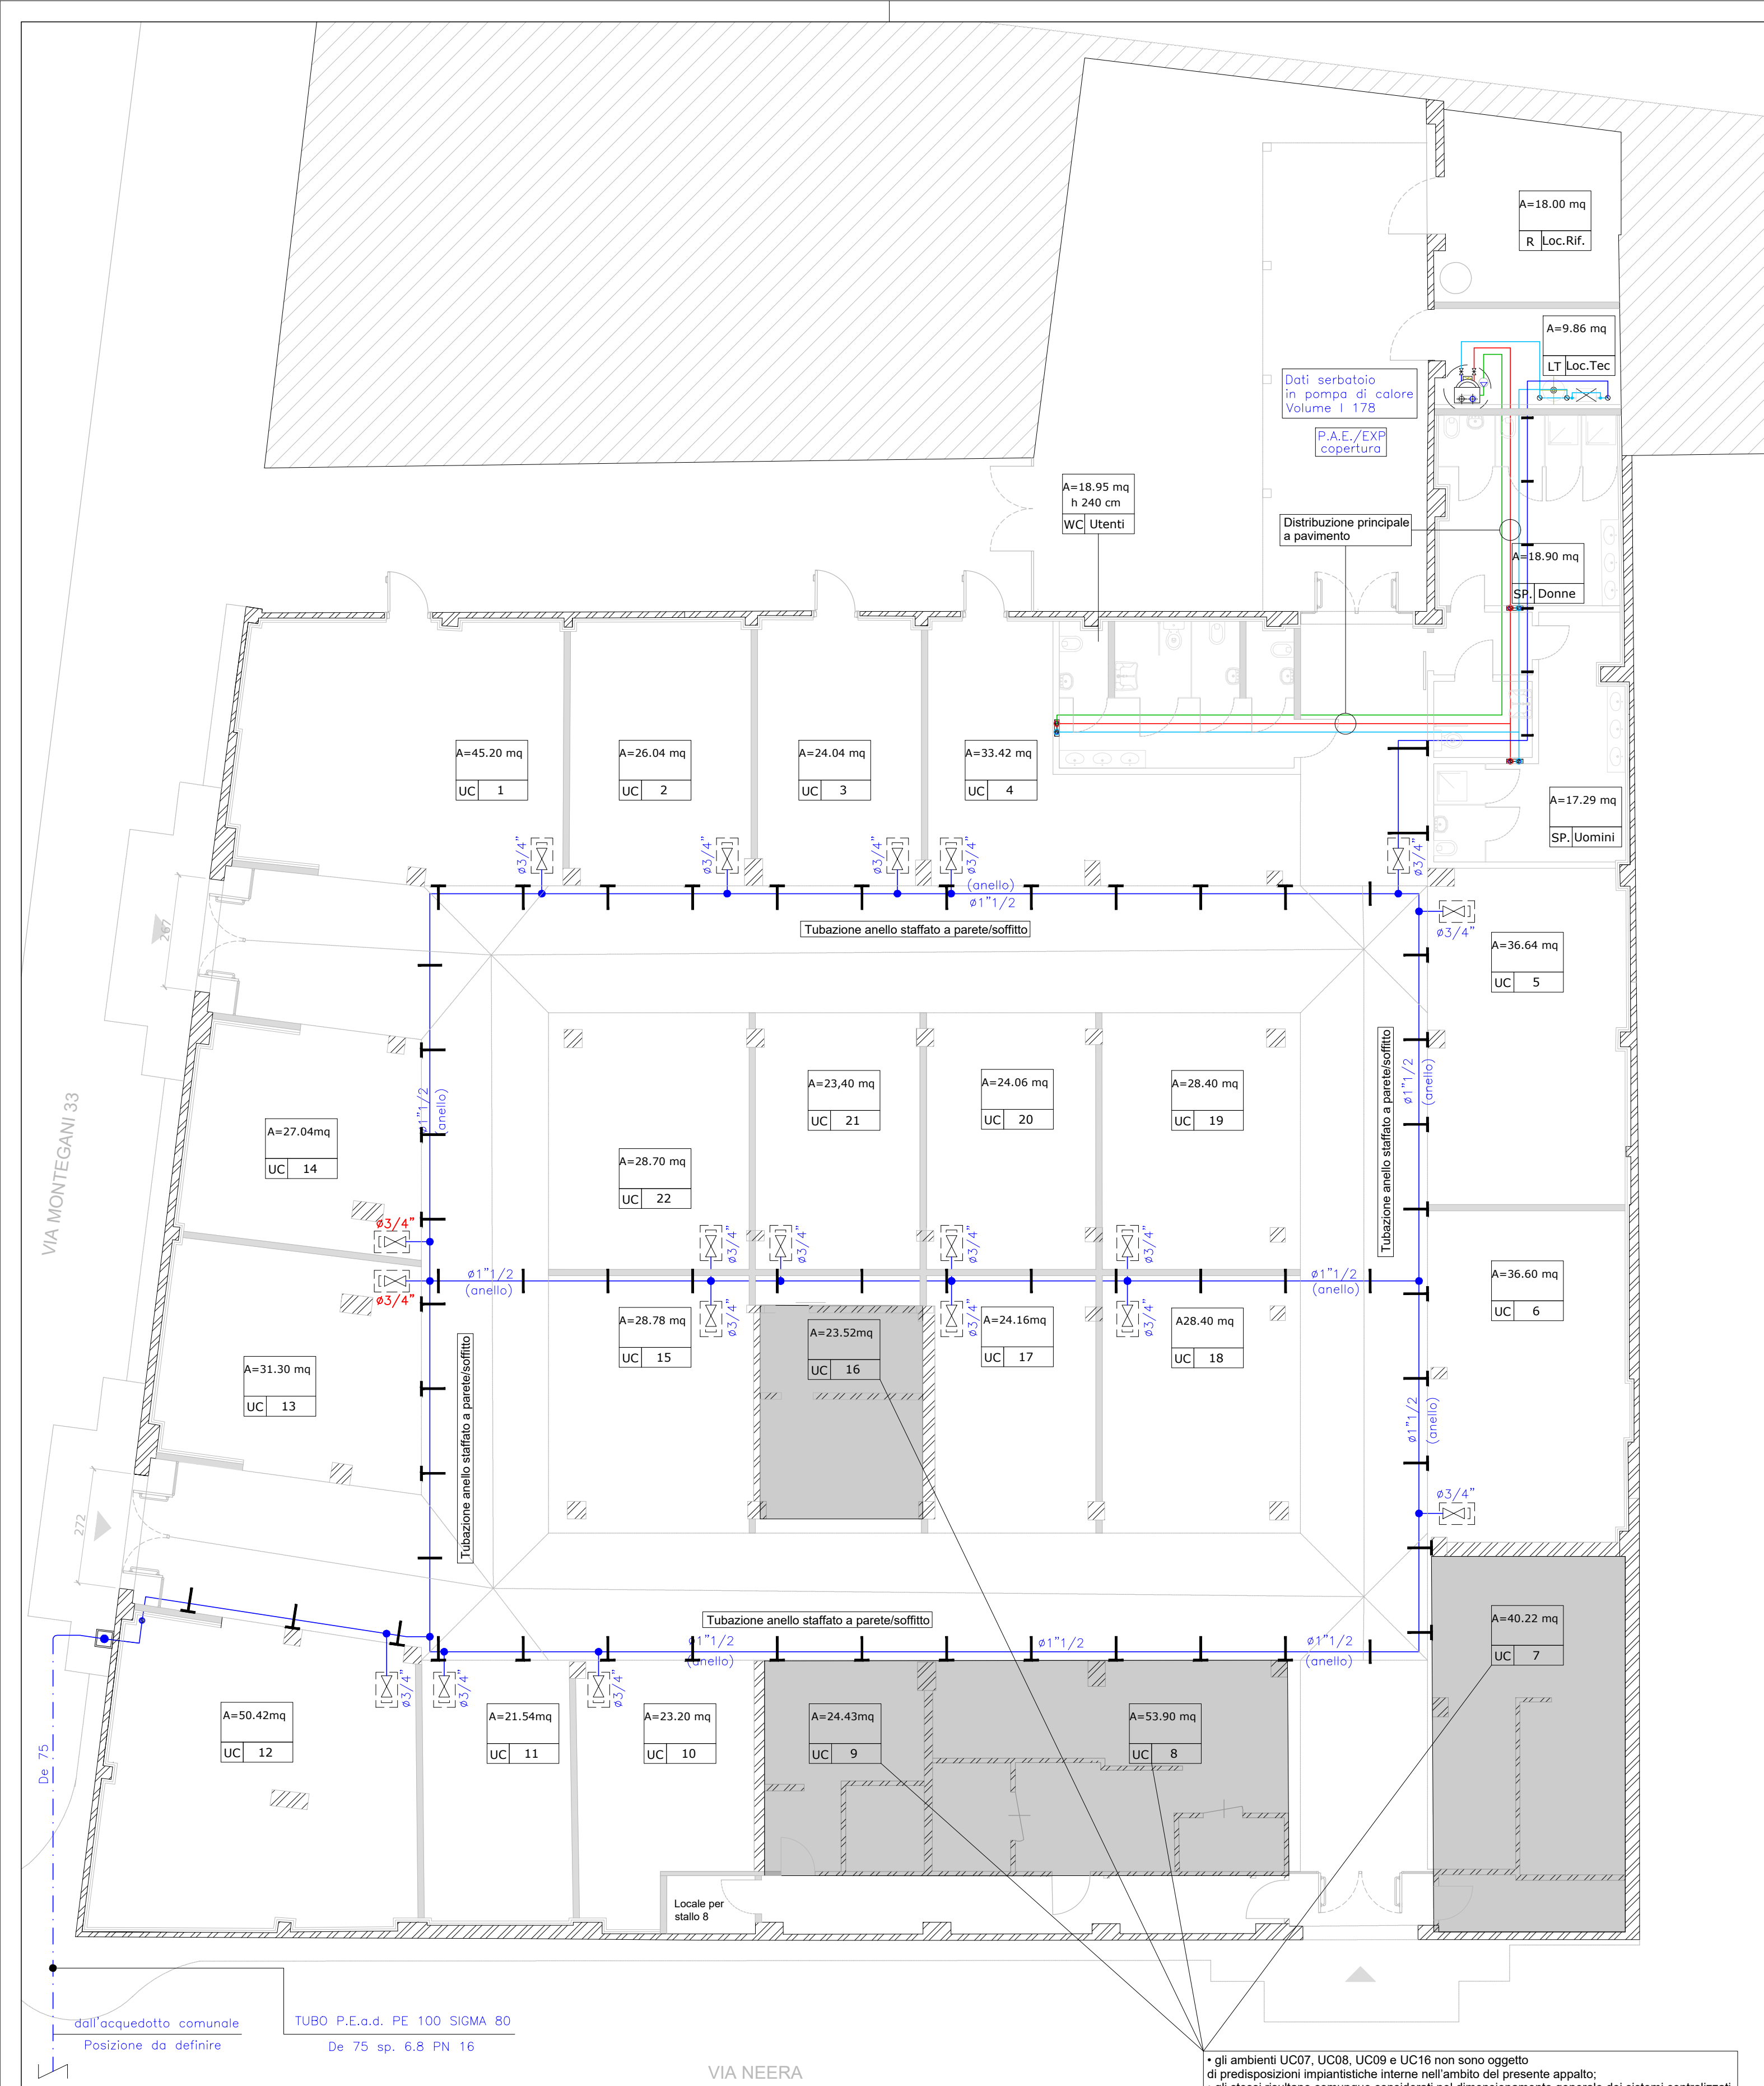 A=18.00 mq
R Loc.Rif.
A=9.86 mq
LT Loc.Tec
Dati serbatoio
in pompa di calore
Volume l 178
P.A.E./EXP
copertura
A=18.95 mq
h 240 cm
WC Utenti
Distribuzione principale
a pavimento
A=18.90 mq
SP. Donne
A=45.20 mq
UC 1
A=26.04 mq
UC 2
A=24.04 mq
UC 3
A=33.42 mq
UC 4
A=17.29 mq
SP. Uomini
ø3/4"
ø3/4"
ø3/4"
ø3/4"
ø3/4"
(anello)
ø1"1/2
Tubazione anello staffato a parete/soffitto
267
ø3/4"
A=36.64 mq
UC 5
VIA MONTEGANI 33
A=27.04mq
UC 14
ø1"1/2
(anello)
A=28.70 mq
UC 22
A=23,40 mq
UC 21
A=24.06 mq
UC 20
A=28.40 mq
UC 19
Tubazione anello staffato a parete/soffitto
ø1"1/2
(anello)
ø3/4"
ø3/4"
ø3/4"
ø3/4"
ø3/4"
ø3/4"
ø1"1/2
(anello)
ø1"1/2
(anello)
ø3/4"
ø3/4"
ø3/4"
A=31.30 mq
UC 13
A=28.78 mq
UC 15
A=23.52mq
UC 16
A=24.16mq
UC 17
A28.40 mq
UC 18
A=36.60 mq
UC 6
ø1"1/2
(anello)
Tubazione anello staffato a parete/soffitto
272
ø3/4"
Tubazione anello staffato a parete/soffitto
ø1"1/2
(anello)
ø1"1/2
ø1"1/2
(anello)
ø3/4"
ø3/4"
ø3/4"
A=40.22 mq
UC 7
A=50.42mq
UC 12
A=21.54mq
UC 11
A=23.20 mq
UC 10
A=24.43mq
UC 9
A=53.90 mq
UC 8
De 75
Locale per
stallo 8
dall'acquedotto comunale
Posizione da definire
TUBO P.E.a.d. PE 100 SIGMA 80
De 75 sp. 6.8 PN 16
VIA NEERA
• gli ambienti UC07, UC08, UC09 e UC16 non sono oggetto
di predisposizioni impiantistiche interne nell'ambito del presente appalto;
gli stessi risultano comunque considerati nel dimensionamento generale dei sistemi centralizzati